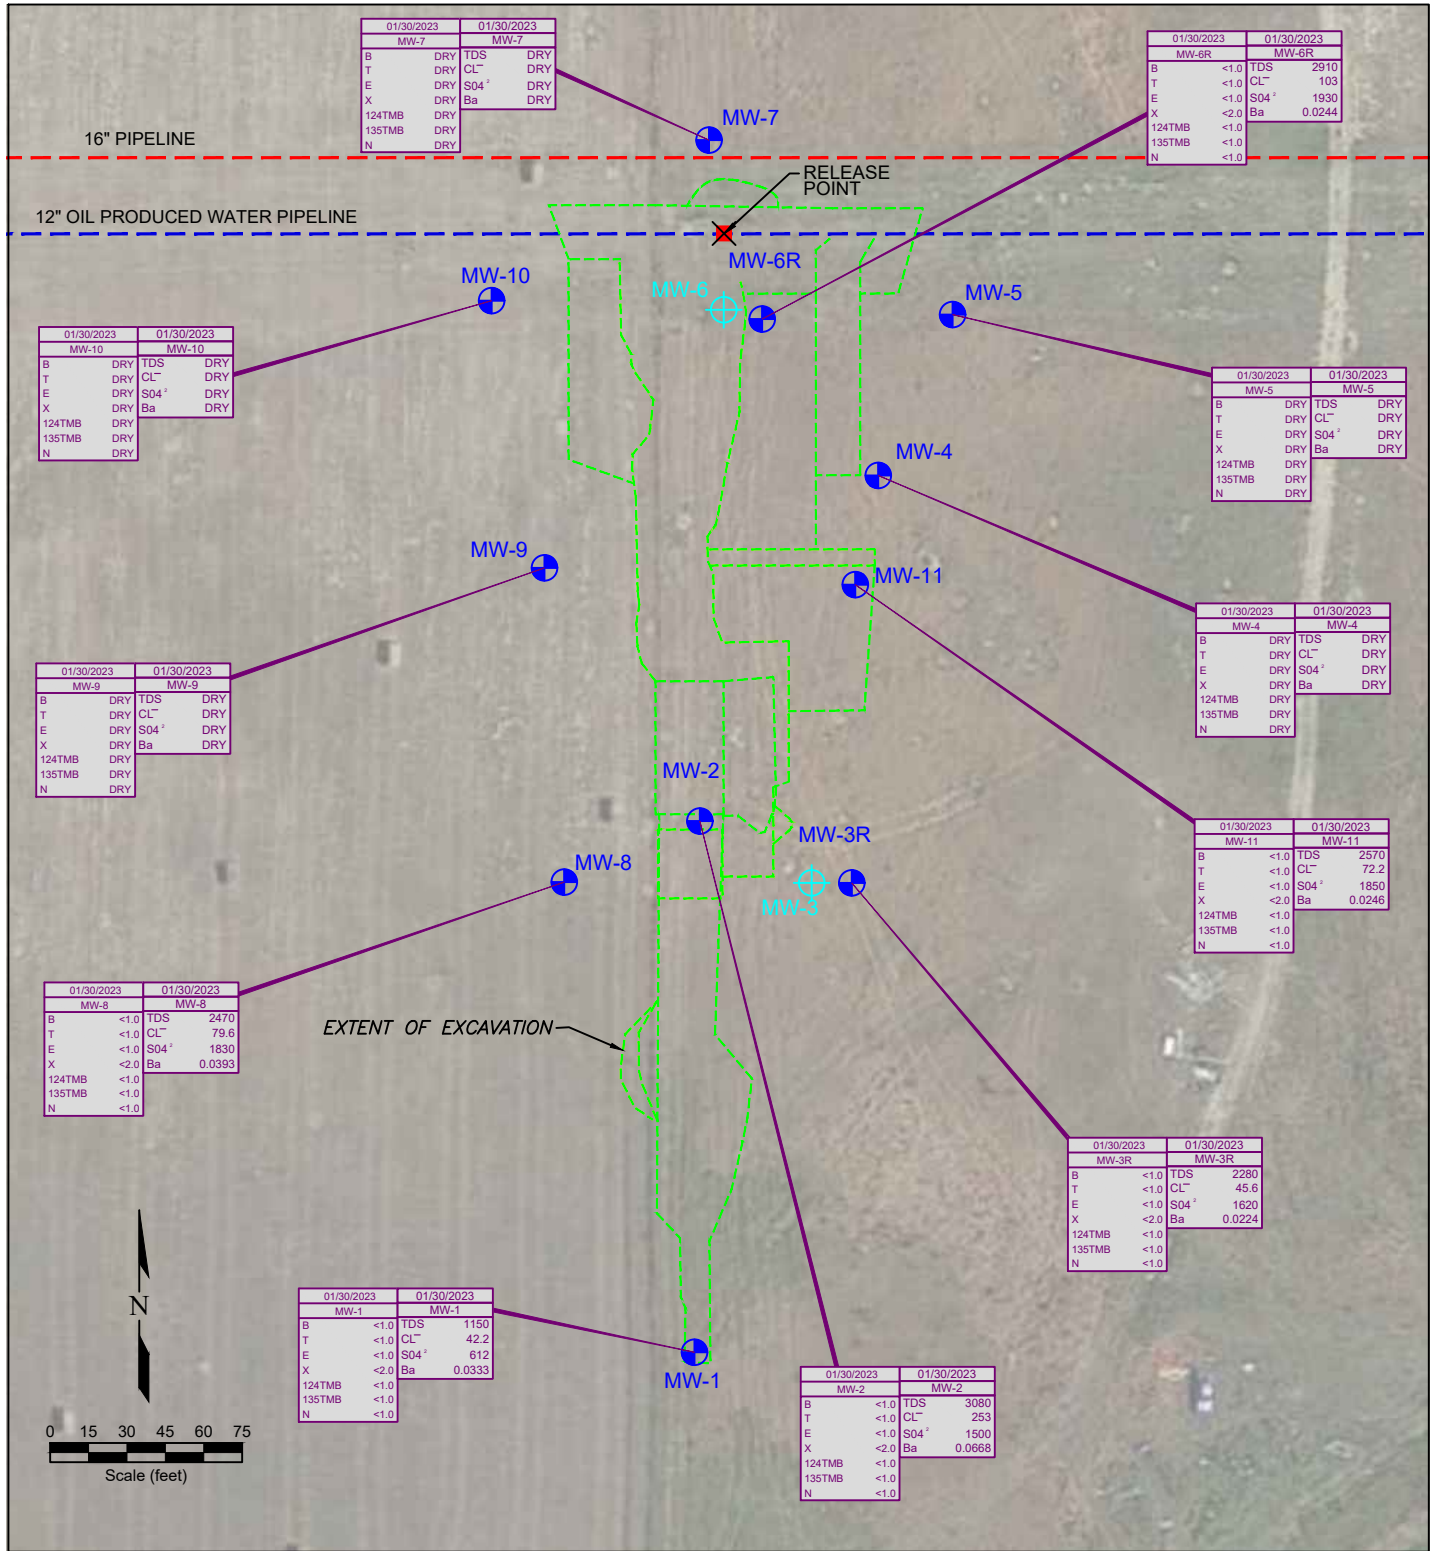 01/30/2023 01/30/2023
MW-7 MW-7
B DRY TDS DRY
T DRY CL⁻ DRY
E DRY S04² DRY
X DRY Ba DRY
124TMB DRY
135TMB DRY
N DRY
01/30/2023 01/30/2023
MW-6R MW-6R
B <1.0 TDS 2910
T <1.0 CL⁻ 103
E <1.0 S04² 1930
X <2.0 Ba 0.0244
124TMB <1.0
135TMB <1.0
N <1.0
MW-7
16" PIPELINE
RELEASE
POINT
12" OIL PRODUCED WATER PIPELINE
MW-6R
MW-10
MW-6
MW-5
01/30/2023 01/30/2023
MW-10 MW-10
B DRY TDS DRY
T DRY CL⁻ DRY
E DRY S04² DRY
X DRY Ba DRY
124TMB DRY
135TMB DRY
N DRY
01/30/2023 01/30/2023
MW-5 MW-5
B DRY TDS DRY
T DRY CL⁻ DRY
E DRY S04² DRY
X DRY Ba DRY
124TMB DRY
135TMB DRY
N DRY
MW-4
MW-9
MW-11
01/30/2023 01/30/2023
MW-4 MW-4
B DRY TDS DRY
T DRY CL⁻ DRY
E DRY S04² DRY
X DRY Ba DRY
124TMB DRY
135TMB DRY
N DRY
01/30/2023 01/30/2023
MW-9 MW-9
B DRY TDS DRY
T DRY CL⁻ DRY
E DRY S04² DRY
X DRY Ba DRY
124TMB DRY
135TMB DRY
N DRY
MW-2
MW-3R
01/30/2023 01/30/2023
MW-11 MW-11
B <1.0 TDS 2570
T <1.0 CL⁻ 72.2
E <1.0 S04² 1850
X <2.0 Ba 0.0246
124TMB <1.0
135TMB <1.0
N <1.0
MW-8
MW-3
01/30/2023 01/30/2023
MW-8 MW-8
B <1.0 TDS 2470
T <1.0 CL⁻ 79.6
E <1.0 S04² 1830
X <2.0 Ba 0.0393
124TMB <1.0
135TMB <1.0
N <1.0
EXTENT OF EXCAVATION
01/30/2023 01/30/2023
MW-3R MW-3R
B <1.0 TDS 2280
T <1.0 CL⁻ 45.6
E <1.0 S04² 1620
X <2.0 Ba 0.0224
124TMB <1.0
135TMB <1.0
N <1.0
N
01/30/2023 01/30/2023
MW-1 MW-1
B <1.0 TDS 1150
T <1.0 CL⁻ 42.2
E <1.0 S04² 612
X <2.0 Ba 0.0333
124TMB <1.0
135TMB <1.0
N <1.0
MW-1
01/30/2023 01/30/2023
MW-2 MW-2
B <1.0 TDS 3080
T <1.0 CL⁻ 253
E <1.0 S04² 1500
X <2.0 Ba 0.0668
124TMB <1.0
135TMB <1.0
N <1.0
0 15 30 45 60 75
Scale (feet)